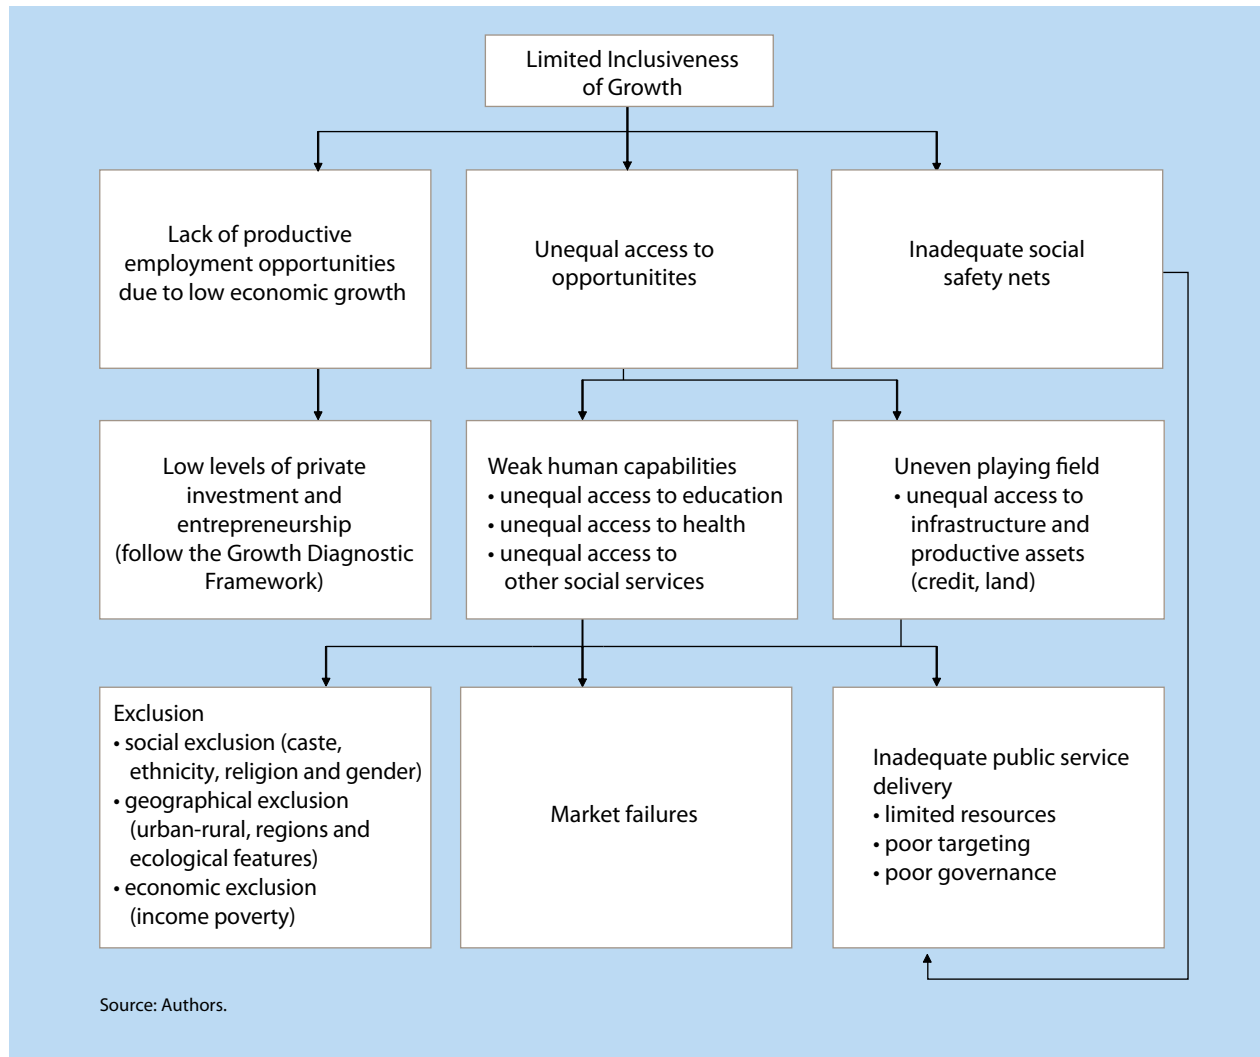 Limited Inclusiveness
of Growth
Lack of productive
employment opportunities
due to low economic growth
Unequal access to
opportunitites
Inadequate social
safety nets
Low levels of private
investment and
entrepreneurship
(follow the Growth Diagnostic
Framework)
Weak human capabilities
• unequal access to education
• unequal access to health
• unequal access to
other social services
Uneven playing field
• unequal access to
infrastructure and
productive assets
(credit, land)
Exclusion
• social exclusion (caste,
ethnicity, religion and gender)
• geographical exclusion
(urban-rural, regions and
ecological features)
• economic exclusion
(income poverty)
Market failures
Inadequate public service
delivery
• limited resources
• poor targeting
• poor governance
Source: Authors.